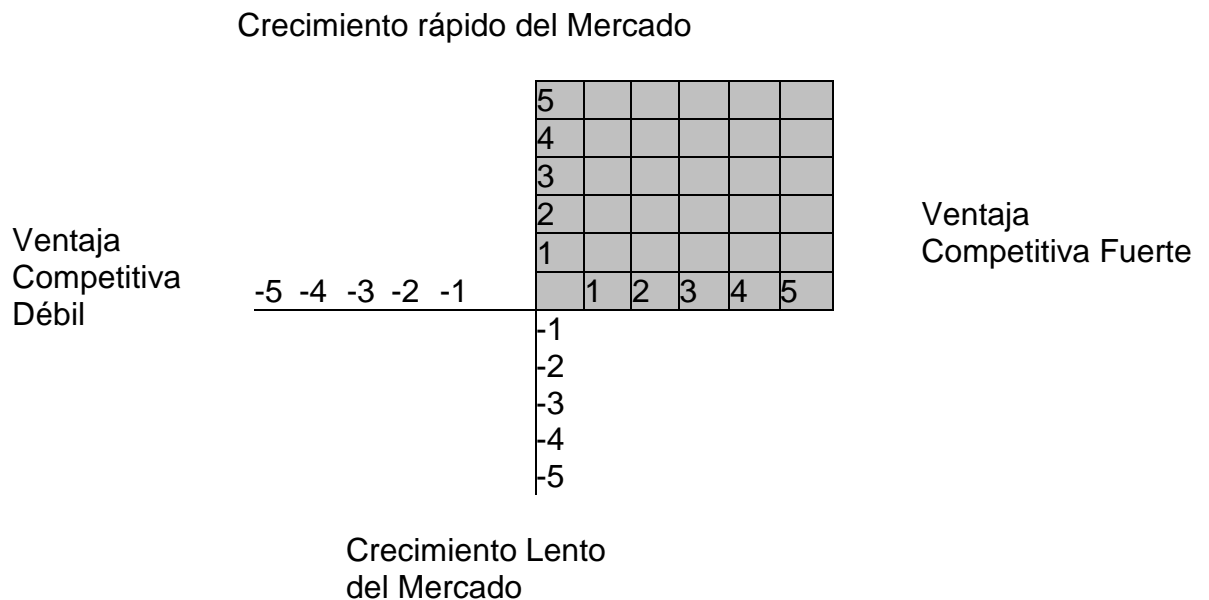 Crecimiento rápido del Mercado
5
4
3
2
1
Ventaja
Competitiva Fuerte
Ventaja
Competitiva
Débil
-5 -4 -3 -2 -1
1 2 3 4 5
-1
-2
-3
-4
-5
Crecimiento Lento
del Mercado